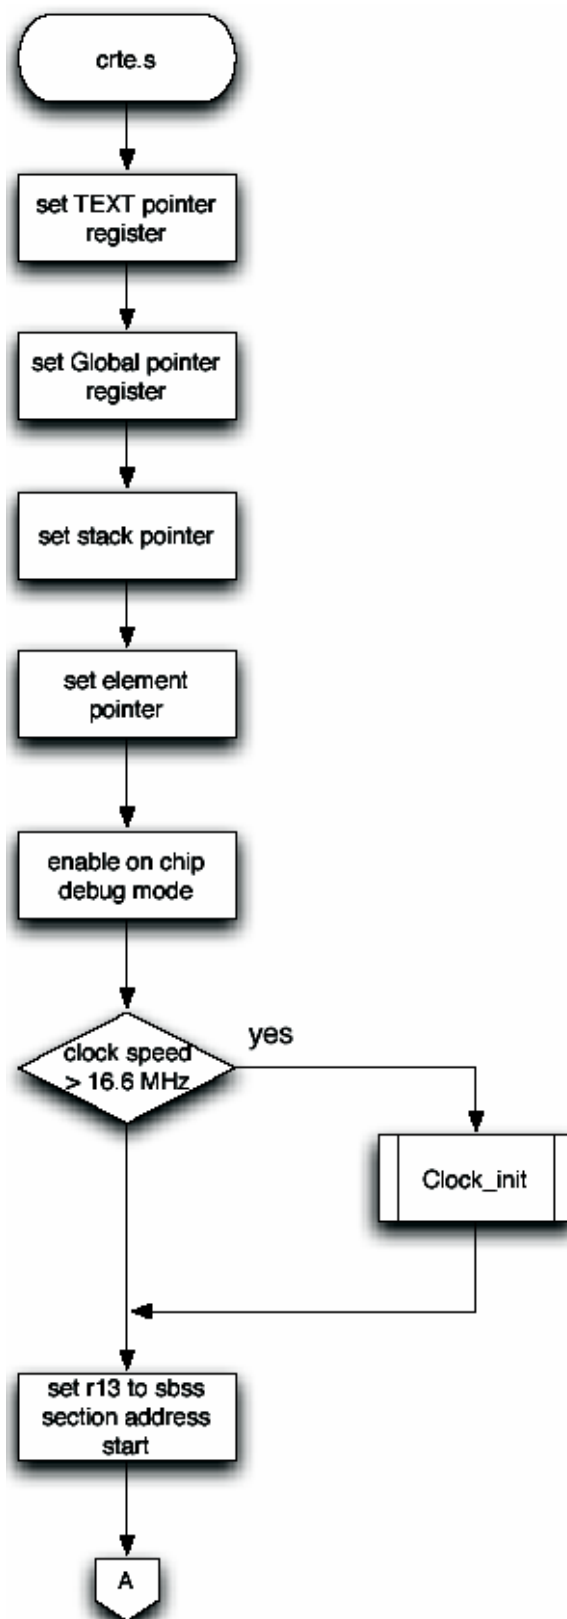 crte.s
set TEXT pointer
register
set Global pointer
register
set stack pointer
set element
pointer
enable on chip
debug mode
clock speed
> 16.6 MHz
yes
Clock_init
set r13 to sbss
section address
start
A